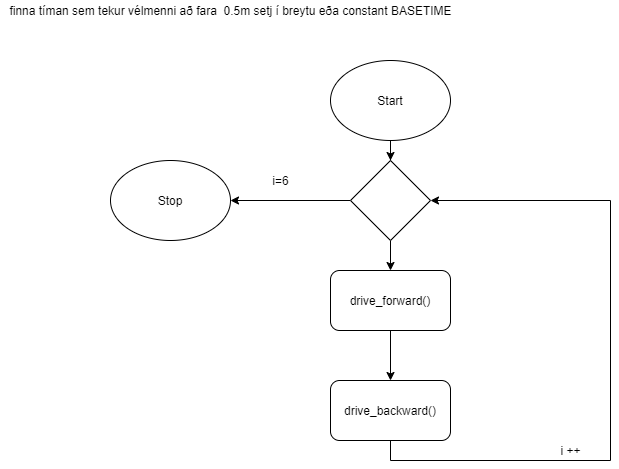 finna tíman sem tekur vélmenni að fara 0.5m setj í breytu eða constant BASETIME
Start
i=6
Stop
drive_forward()
drive_backward()
i ++